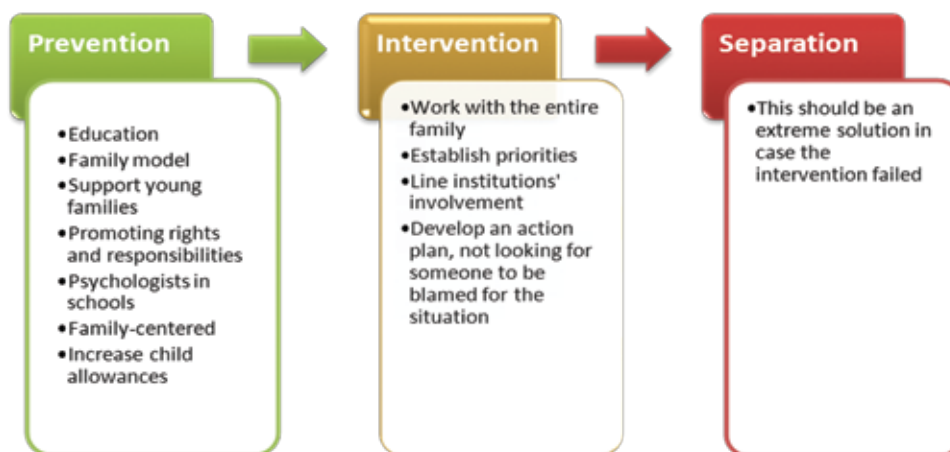 Prevention
•Education
•Family model
•Support young
families
•Promoting rights
and responsibilities
•Psychologists in
schools
•Family-centered
•Increase child
allowances
Intervention
•Work with the entire
family
•Establish priorities
•Line institutions'
involvement
•Develop an action
plan, not looking for
someone to be
blamed for the
situation
Separation
•This should be an
extreme solution in
case the
intervention failed